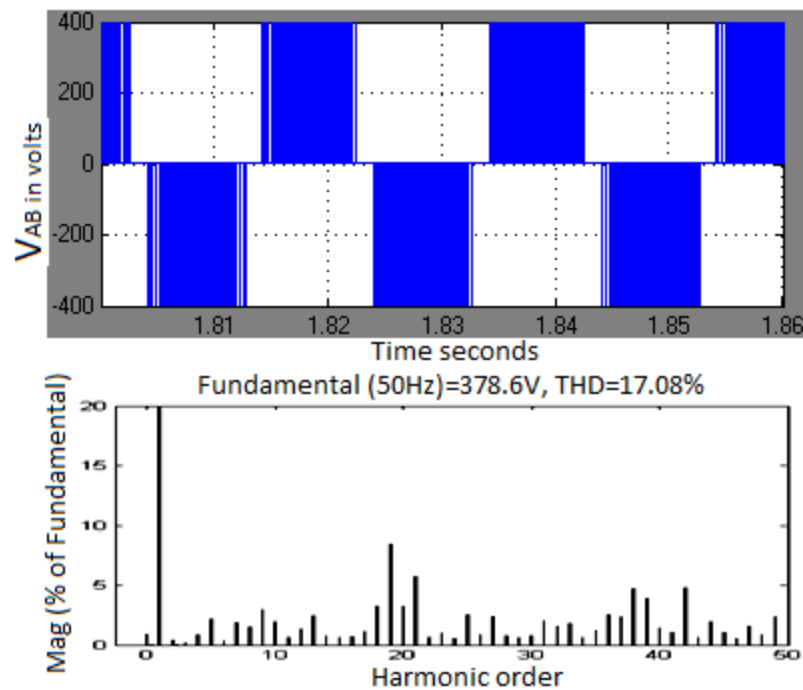 400
200
0
-200
-400
VAB in volts
1.81 1.82 1.83 1.84 1.85 1.86
Time seconds
Fundamental (50Hz)=378.6V, THD=17.08%
20
15
10
5
0
Mag (% of Fundamental)
0 10 20 30 40 50
Harmonic order